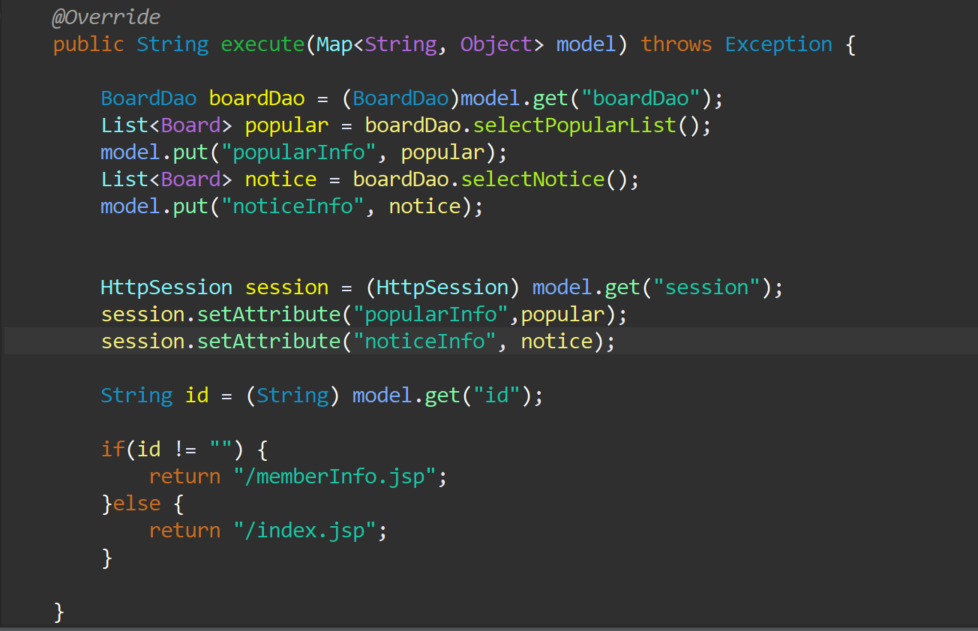 @Override
public String execute(Map<String, Object> model) throws Exception {
BoardDao boardDao = (BoardDao)model.get("boardDao");
List<Board> popular = boardDao.selectPopularList();
model.put("popularInfo", popular);
List<Board> notice = boardDao.selectNotice();
model.put("noticeInfo", notice);
HttpSession session = (HttpSession) model.get("session");
session.setAttribute("popularInfo",popular);
session.setAttribute("noticeInfo", notice);
String id = (String) model.get("id");
if(id != "") {
return "/memberInfo.jsp";
}else {
return "/index.jsp";
}
}